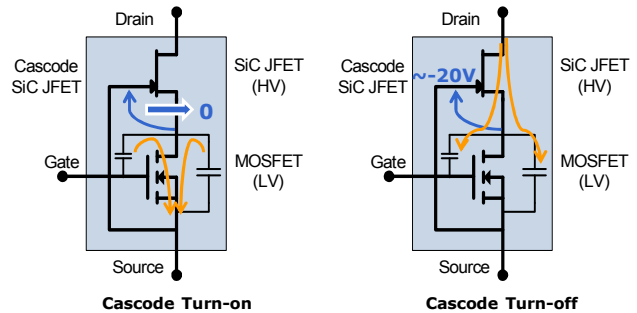 Drain
Cascode
SiC JFET
SiC JFET
(HV)
0
Gate
MOSFET
(LV)
Source
Cascode Turn-on
Drain
Cascode
SiC JFET
~-20V
SiC JFET
(HV)
Gate
MOSFET
(LV)
Source
Cascode Turn-off